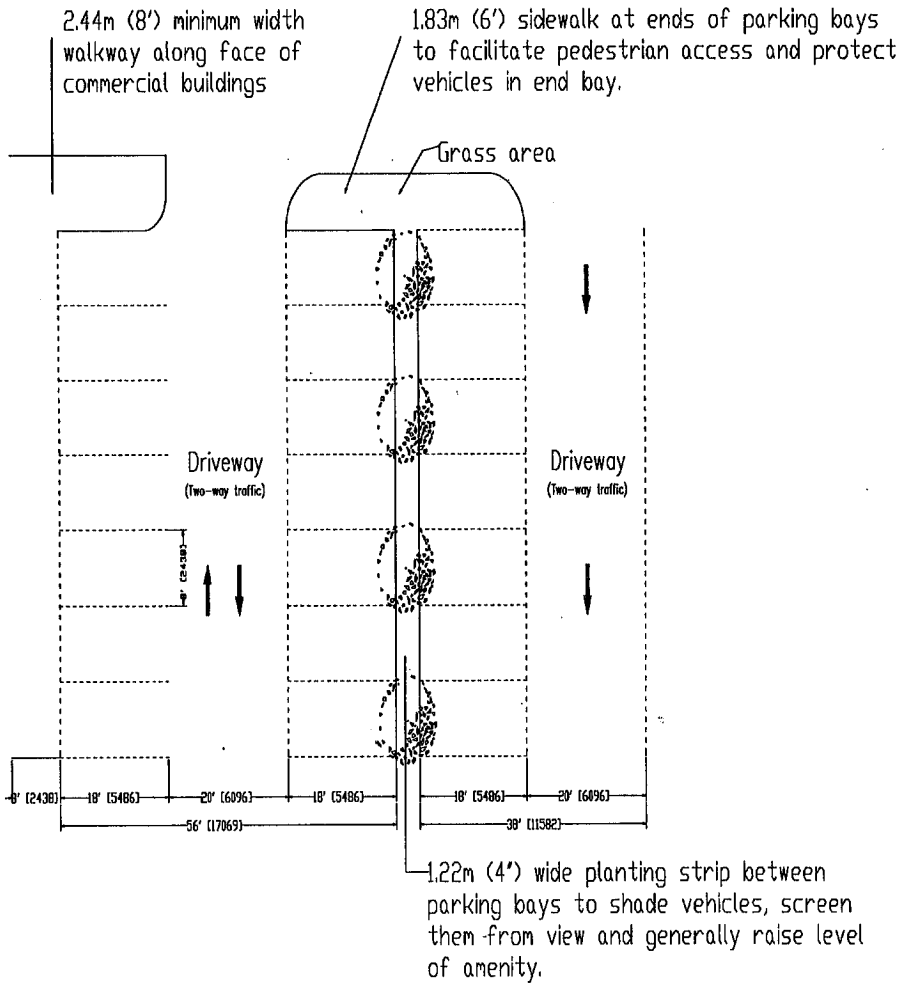 2.44m (8') minimum width
walkway along face of
commercial buildings
1.83m (6') sidewalk at ends of parking bays
to facilitate pedestrian access and protect
vehicles in end bay.
Grass area
Driveway
(Two-way traffic)
Driveway
(Two-way traffic)
8' [2438]
8' [2438]
18' [5486]
20' [6096]
18' [5486]
18' [5486]
20' [6096]
56' [17069]
38' [11582]
1.22m (4") wide planting strip between
parking bays to shade vehicles, screen
them from view and generally raise level
of amenity.